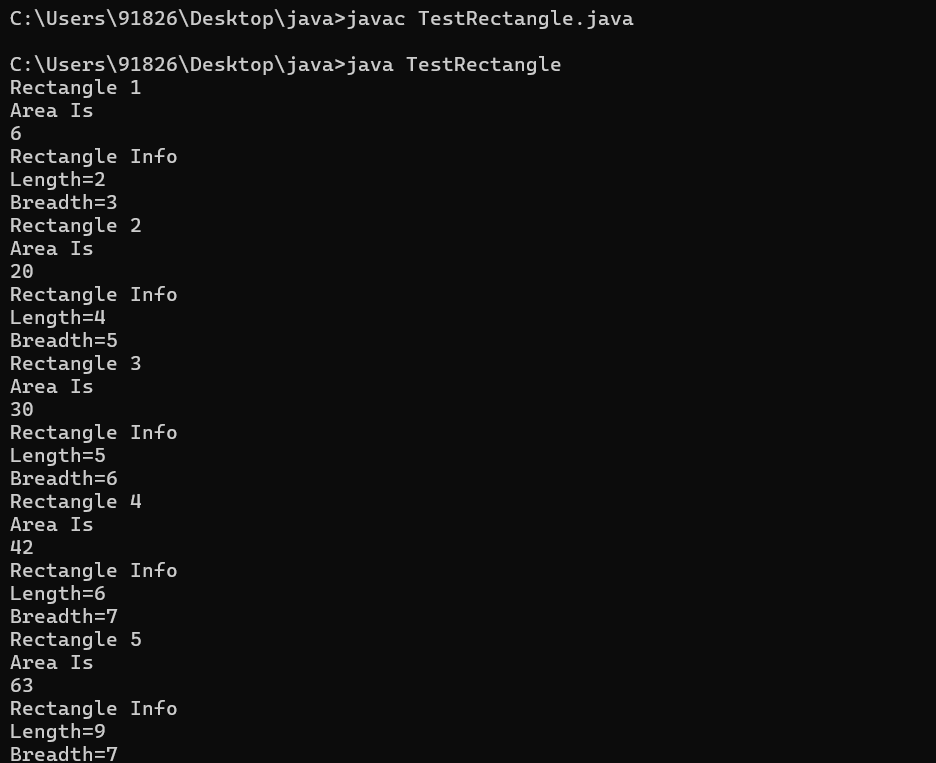 C:\Users\91826\Desktop\java>javac TestRectangle.java
C:\Users\91826\Desktop\java>java TestRectangle
Rectangle 1
Area Is
6
Rectangle Info
Length=2
Breadth=3
Rectangle 2
Area Is
20
Rectangle Info
Length=4
Breadth=5
Rectangle 3
Area Is
30
Rectangle Info
Length=5
Breadth=6
Rectangle 4
Area Is
42
Rectangle Info
Length=6
Breadth=7
Rectangle 5
Area Is
63
Rectangle Info
Length=9
Breadth=7